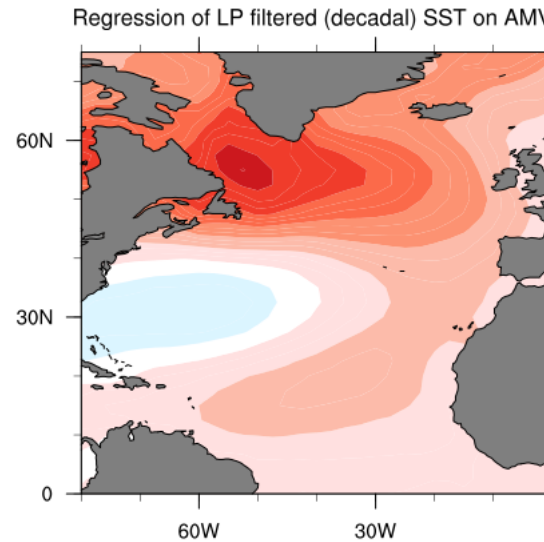 Regression of LP filtered (decadal) SST on AMV
60N
30N
0
60W
30W